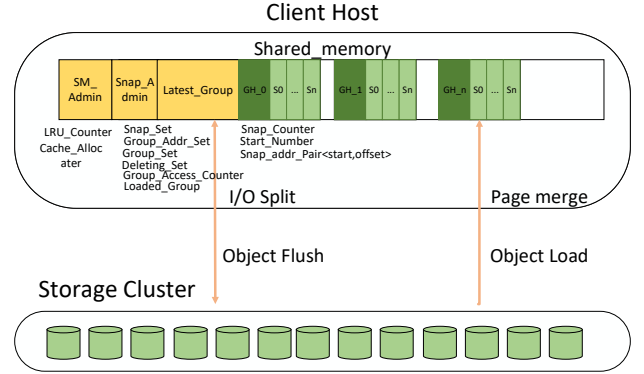 Client Host
Shared_memory
SM_
Admin
Snap_A
dmin
Latest_Group
GH_0
S0
...
Sn
GH_1
S0
...
Sn
GH_n
S0
...
Sn
LRU_Counter
Cache_Alloc
ater
Snap_Set
Group_Addr_Set
Group_Set
Deleting_Set
Group_Access_Counter
Loaded_Group
Snap_Counter
Start_Number
Snap_addr_Pair<start,offset>
I/O Split
Page merge
Object Flush
Object Load
Storage Cluster